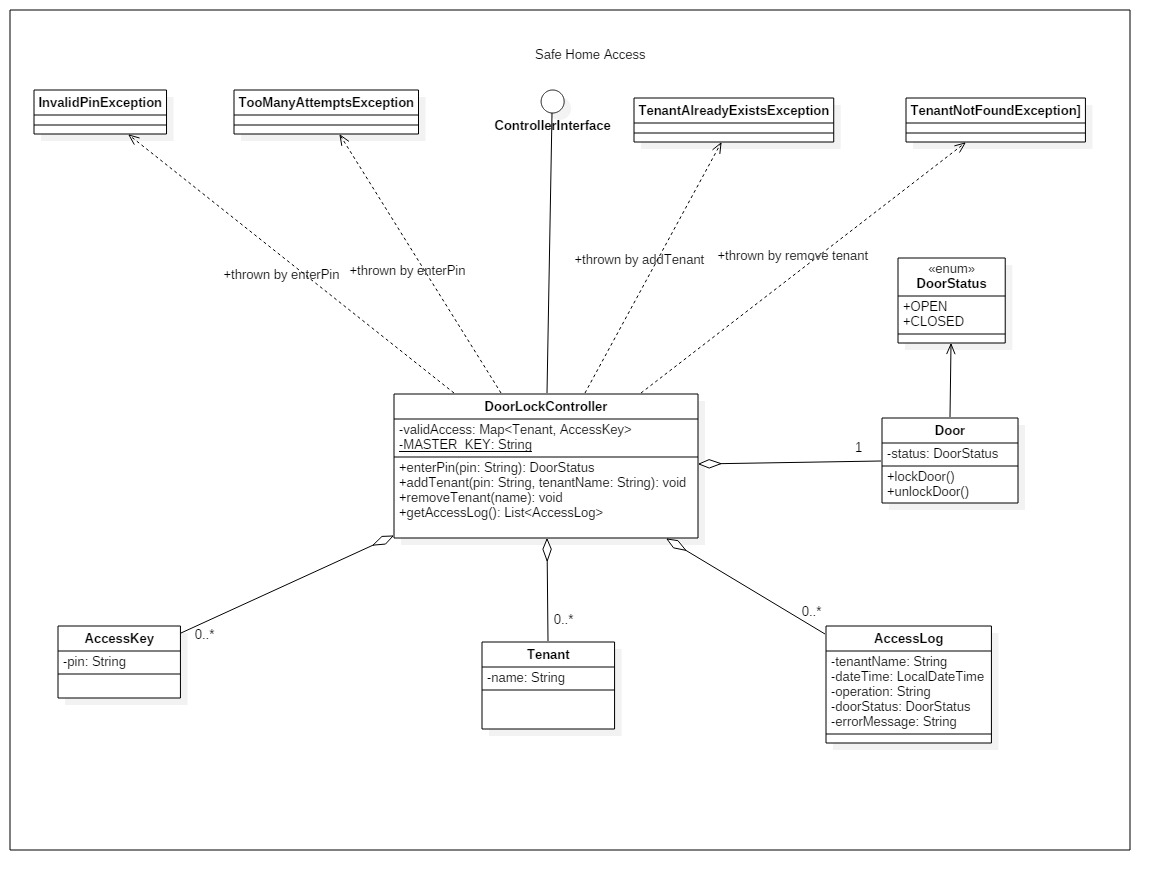 Safe Home Access
InvalidPinException
TooManyAttemptsException
ControllerInterface
TenantAlreadyExistsException
TenantNotFoundException]
+thrown by enterPin
+thrown by enterPin
+thrown by addTenant
+thrown by remove tenant
«enum»
DoorStatus
+OPEN
+CLOSED
DoorLockController
-validAccess: Map<Tenant, AccessKey>
-MASTER_KEY: String
+enterPin(pin: String): DoorStatus
+addTenant(pin: String, tenantName: String): void
+removeTenant(name): void
+getAccessLog(): List<AccessLog>
1
Door
-status: DoorStatus
+lockDoor()
+unlockDoor()
0..*
0..*
0..*
AccessKey
-pin: String
Tenant
-name: String
AccessLog
-tenantName: String
-dateTime: LocalDateTime
-operation: String
-doorStatus: DoorStatus
-errorMessage: String